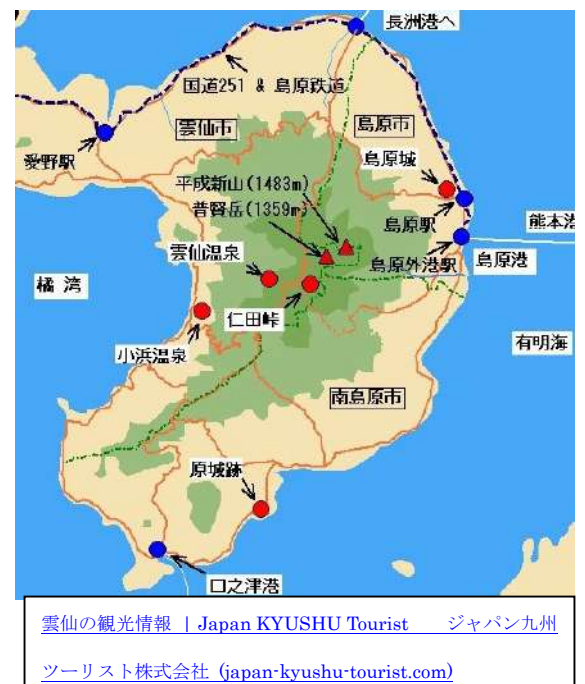 長洲港へ
国道251 & 島原鉄道
雲仙市
島原市
愛野駅
島原城
平成新山(1483m)
普賢岳(1359m)
島原駅
熊本港
雲仙温泉
島原外港駅
島原港
橘 湾
仁田峠
小浜温泉
有明海
南島原市
原城跡
口之津港
雲仙の観光情報 | Japan KYUSHU Tourist ジャパン九州
ツーリスト株式会社 (japan-kyushu-tourist.com)